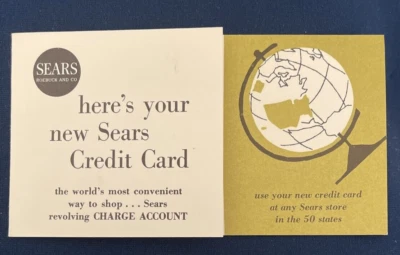 SEARS
ROEBUCK AND CO
here's your
new Sears
Credit Card
the world's most convenient
way to shop . . . Sears
revolving CHARGE ACCOUNT
use your new credit card
at any Sears store
in the 50 states